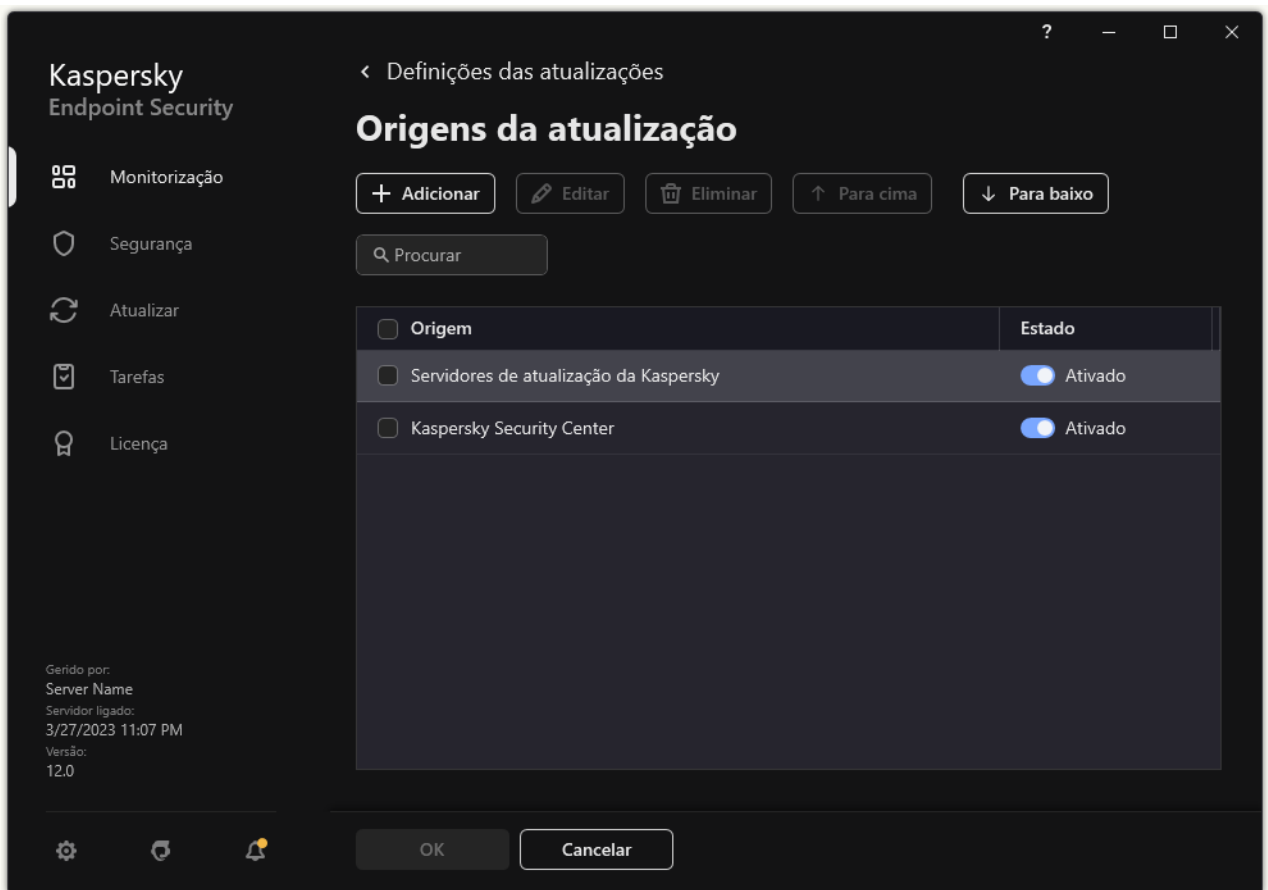 ?
Kaspersky
Endpoint Security
Monitorização
Segurança
Atualizar
Tarefas
Licença
Gerido por:
Server Name
Servidor ligado:
3/27/2023 11:07 PM
Versão:
12.0
Definições das atualizações
Origens da atualização
Adicionar Editar Eliminar Para cima Para baixo
Procurar
Origem Estado
Servidores de atualização da Kaspersky Ativado
Kaspersky Security Center Ativado
OK Cancelar